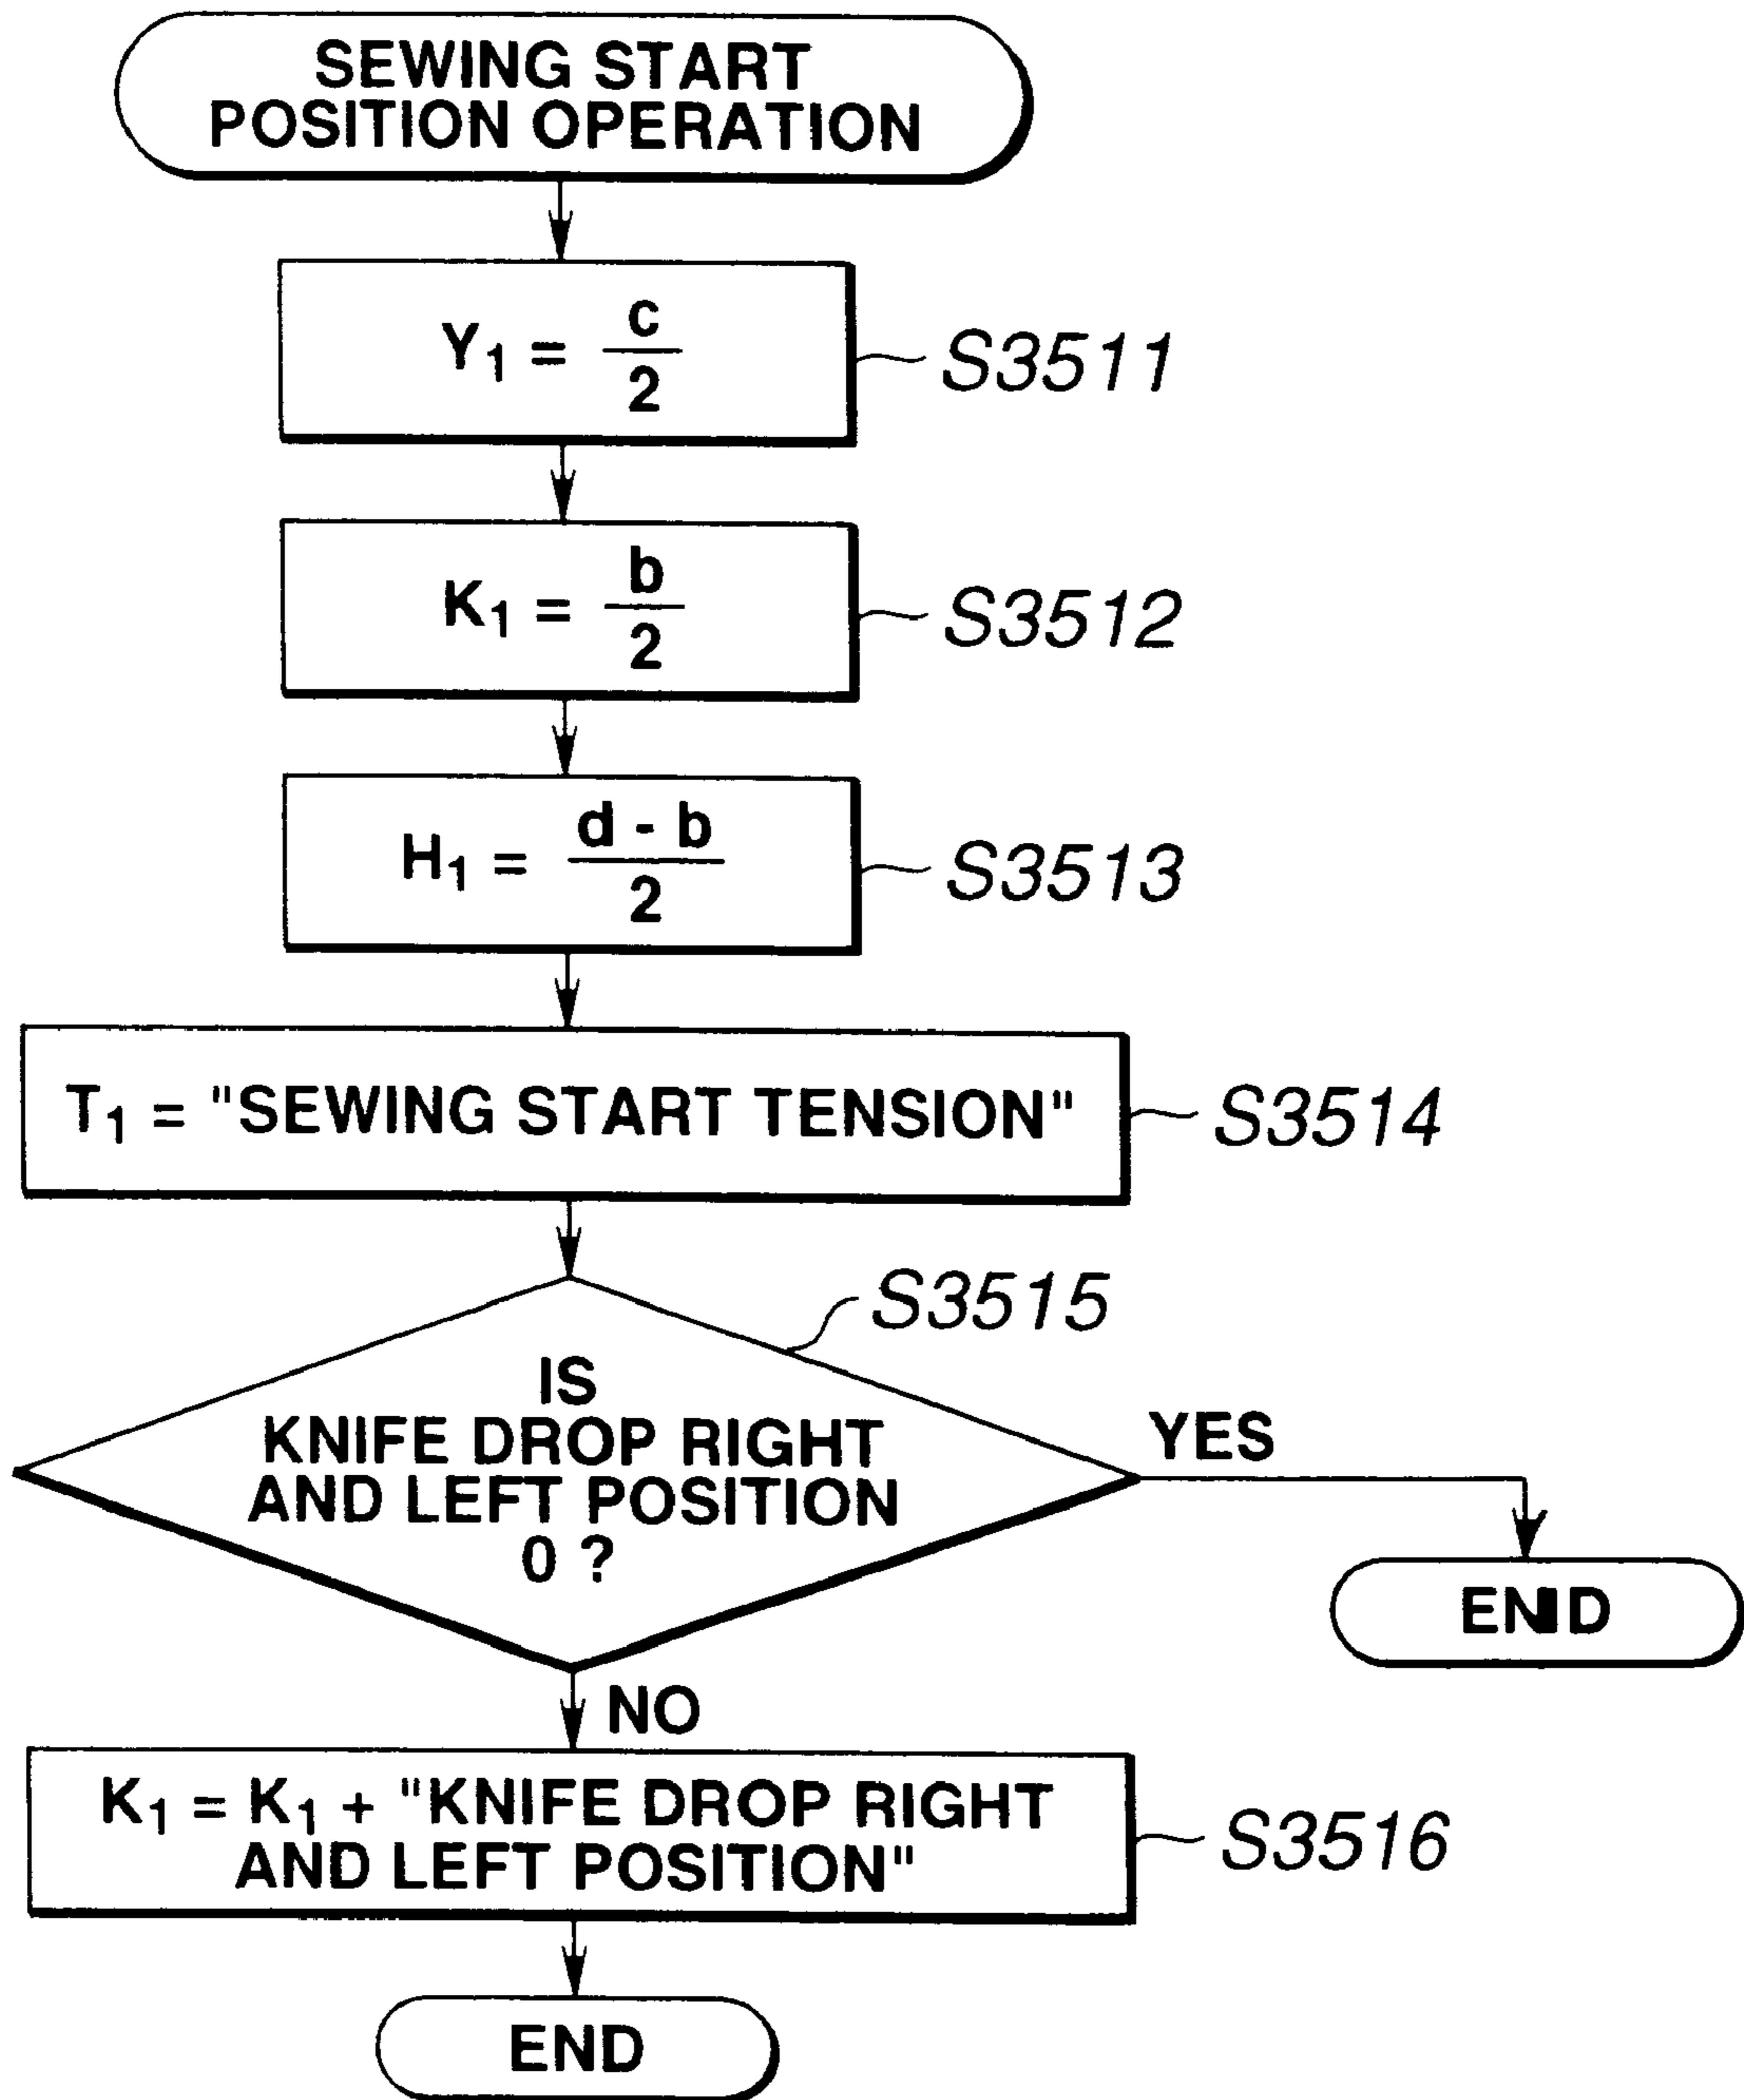 SEWING START
POSITION OPERATION
Y₁ = c/2
S3511
K₁ = b/2
S3512
H₁ = d - b/2
S3513
T₁ = "SEWING START TENSION"
S3514
S3515
IS
KNIFE DROP RIGHT
AND LEFT POSITION
0 ?
YES
END
NO
K₁ = K₁ + "KNIFE DROP RIGHT
AND LEFT POSITION"
S3516
END